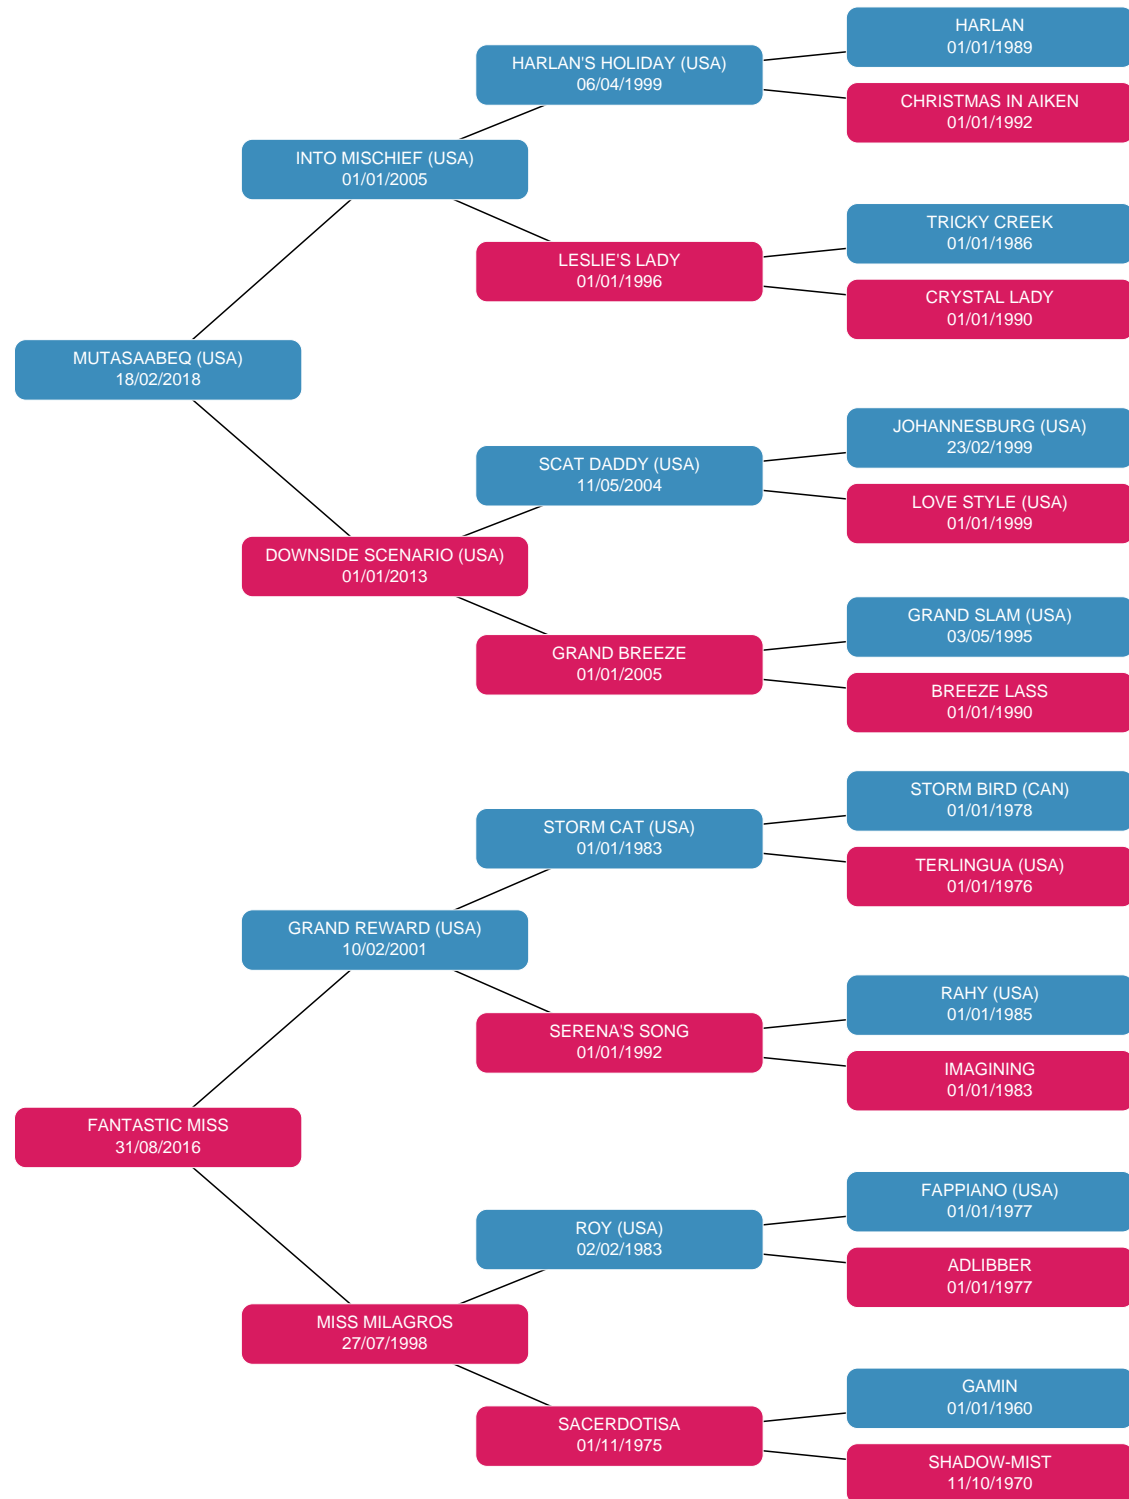 HARLAN
01/01/1989
HARLAN'S HOLIDAY (USA)
06/04/1999
CHRISTMAS IN AIKEN
01/01/1992
INTO MISCHIEF (USA)
01/01/2005
TRICKY CREEK
01/01/1986
LESLIE'S LADY
01/01/1996
CRYSTAL LADY
01/01/1990
MUTASAABEQ (USA)
18/02/2018
JOHANNESBURG (USA)
23/02/1999
SCAT DADDY (USA)
11/05/2004
LOVE STYLE (USA)
01/01/1999
DOWNSIDE SCENARIO (USA)
01/01/2013
GRAND SLAM (USA)
03/05/1995
GRAND BREEZE
01/01/2005
BREEZE LASS
01/01/1990
STORM BIRD (CAN)
01/01/1978
STORM CAT (USA)
01/01/1983
TERLINGUA (USA)
01/01/1976
GRAND REWARD (USA)
10/02/2001
RAHY (USA)
01/01/1985
SERENA'S SONG
01/01/1992
IMAGINING
01/01/1983
FANTASTIC MISS
31/08/2016
FAPPIANO (USA)
01/01/1977
ROY (USA)
02/02/1983
ADLIBBER
01/01/1977
MISS MILAGROS
27/07/1998
GAMIN
01/01/1960
SACERDOTISA
01/11/1975
SHADOW-MIST
11/10/1970